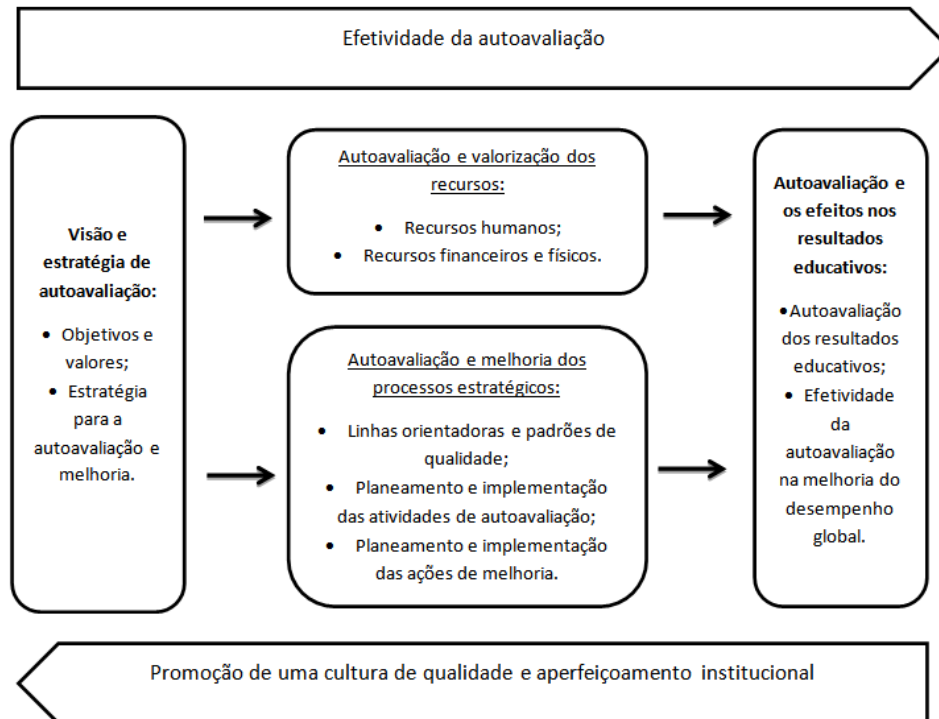 Efetividade da autoavaliação
Visão e
estratégia de
autoavaliação:
• Objetivos e
valores;
• Estratégia
para a
autoavaliação e
melhoria.
Autoavaliação e valorização dos
recursos:
• Recursos humanos;
• Recursos financeiros e físicos.
Autoavaliação e melhoria dos
processos estratégicos:
• Linhas orientadoras e padrões de
qualidade;
• Planeamento e implementação
das atividades de autoavaliação;
• Planeamento e implementação
das ações de melhoria.
Autoavaliação e
os efeitos nos
resultados
educativos:
•Autoavaliação
dos resultados
educativos;
• Efetividade
da
autoavaliação
na melhoria do
desempenho
global.
Promoção de uma cultura de qualidade e aperfeiçoamento institucional